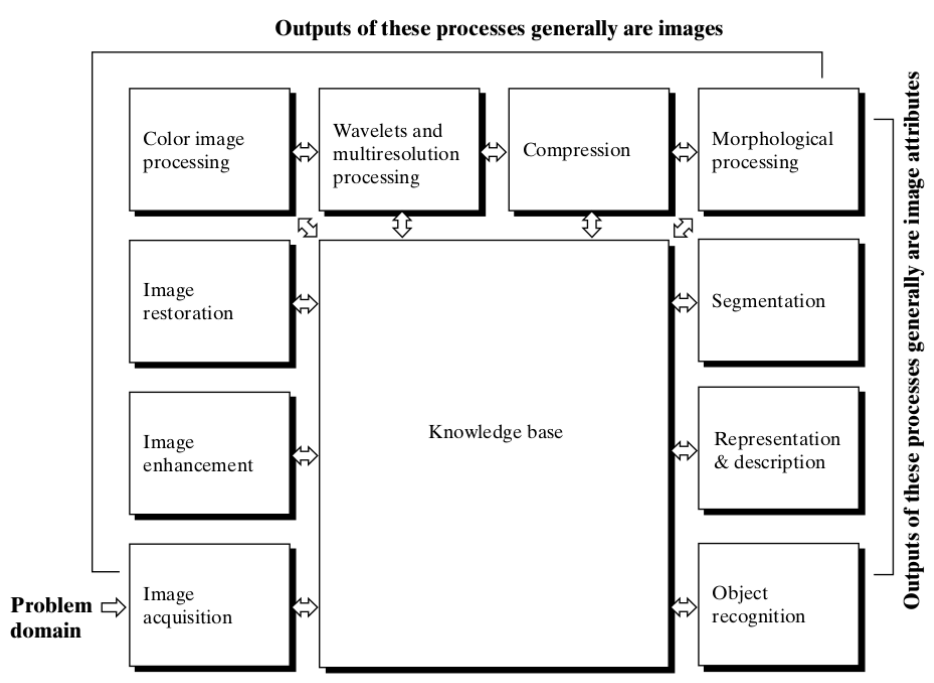 Outputs of these processes generally are images
Color image
processing
Wavelets and
multiresolution
processing
Compression
Morphological
processing
Image
restoration
Segmentation
Image
enhancement
Knowledge base
Representation
& description
Problem
domain
Image
acquisition
Object
recognition
Outputs of these processes generally are image attributes